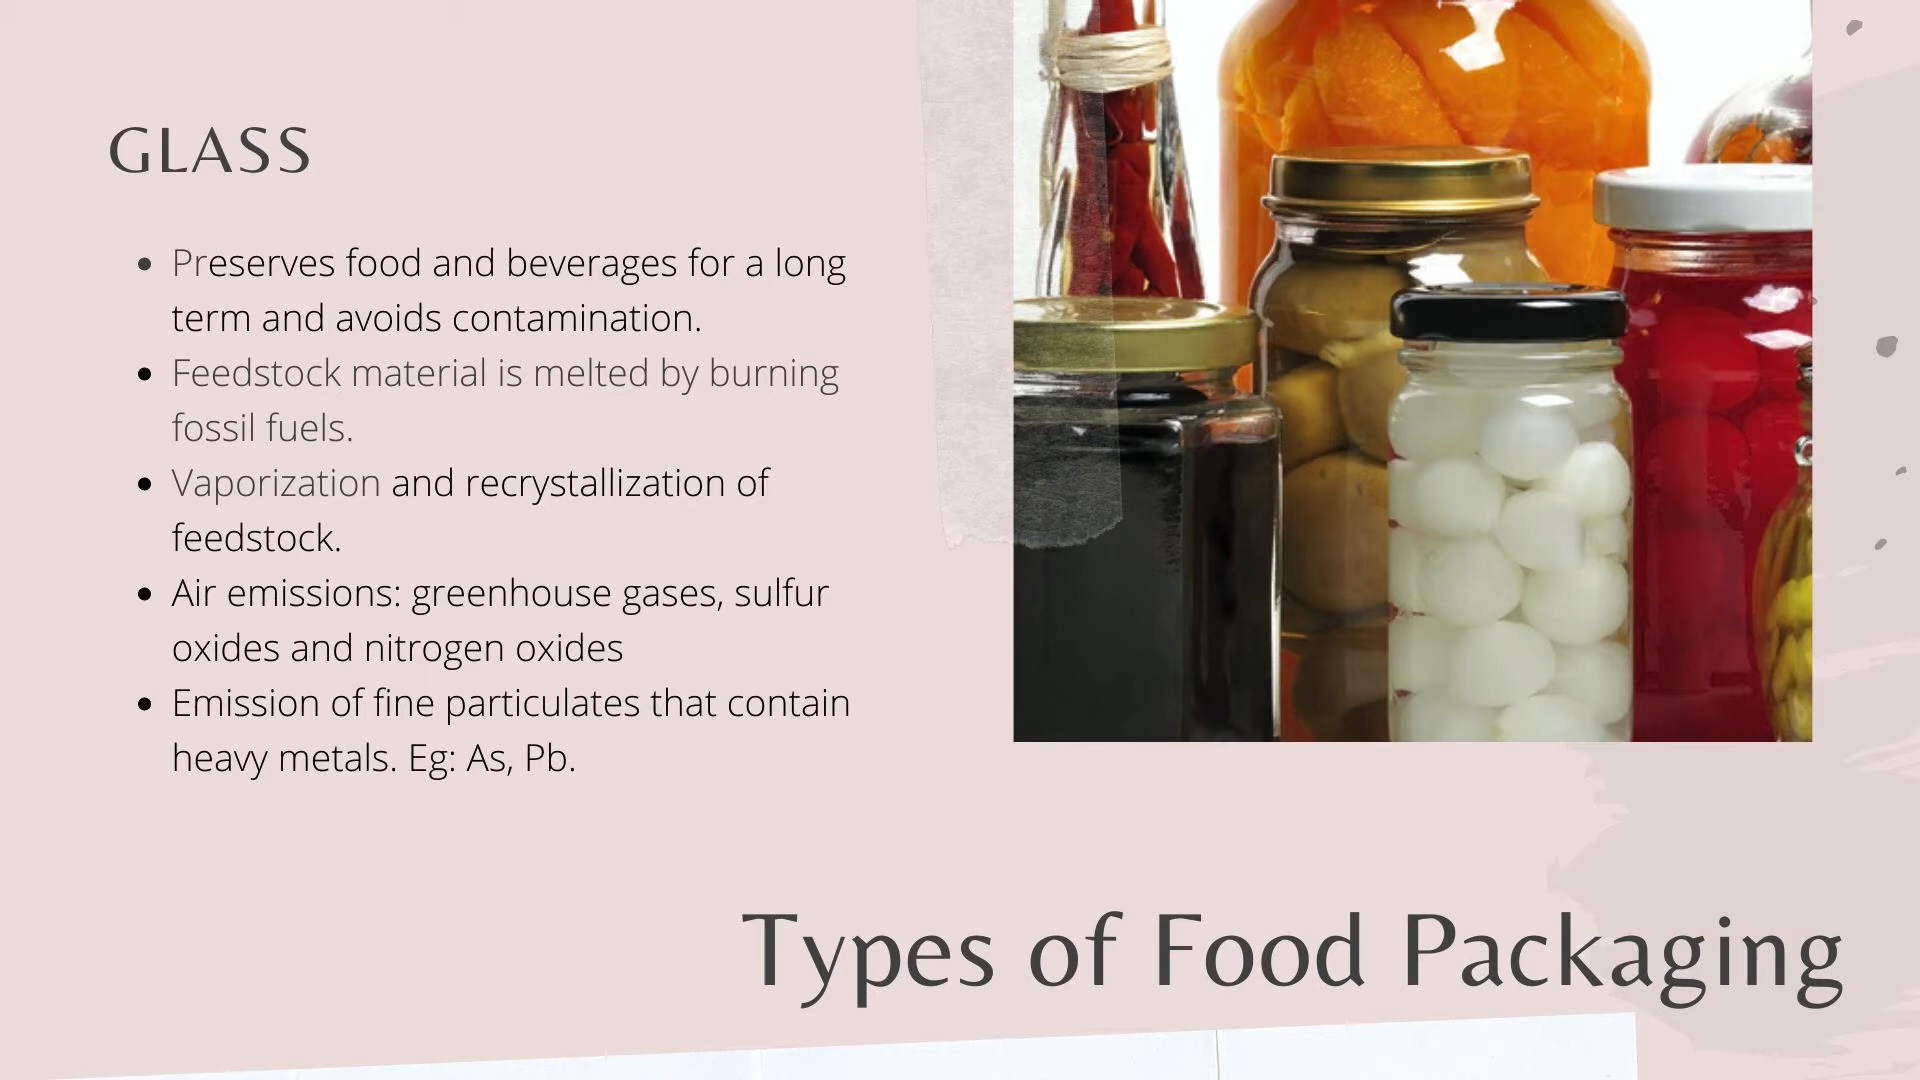 GLASS
Preserves food and beverages for a long
term and avoids contamination.
Feedstock material is melted by burning
fossil fuels.
Vaporization and recrystallization of
feedstock.
Air emissions: greenhouse gases, sulfur
oxides and nitrogen oxides
Emission of fine particulates that contain
heavy metals. Eg: As, Pb.
Types of Food Packaging